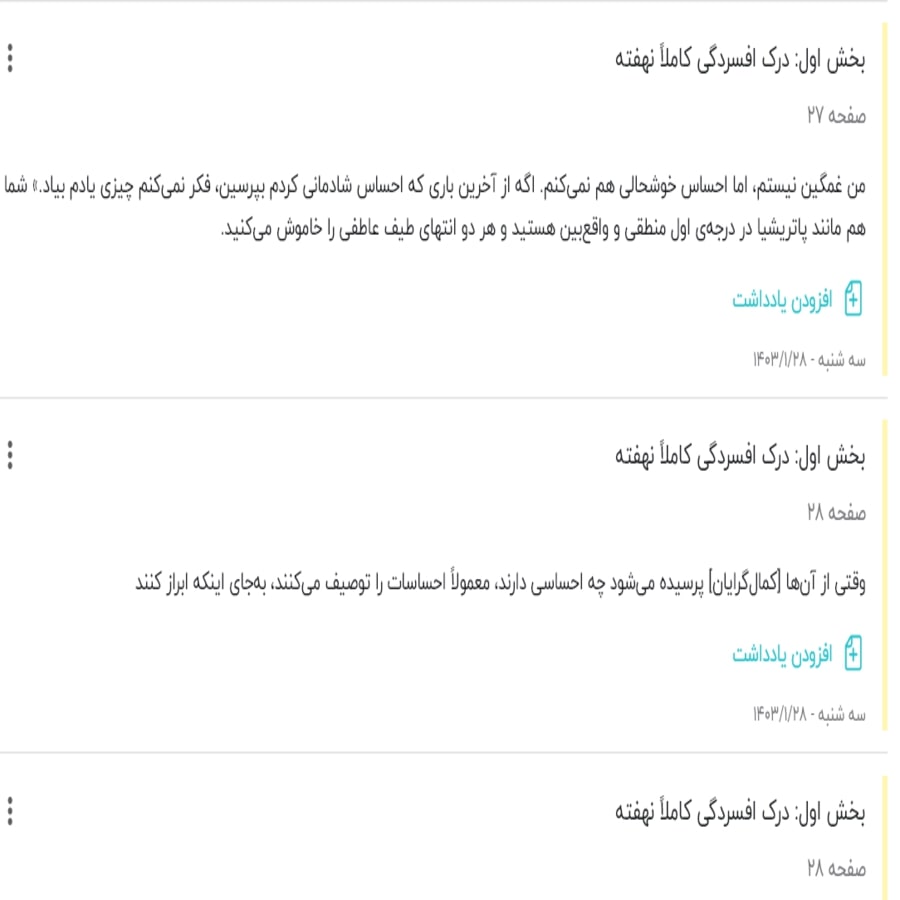 بخش اول: درک افسردگی کاملاً نهفته
صفحه ۲۷
من غمگین نیستم، اما احساس خوشحالی هم نمی‌کنم. اگه از آخرین باری که احساس شادمانی کردم بپرسین، فکر نمی‌کنم چیزی یادم بیاد.» شما
هم مانند پاتریشیا در درجه‌ی اول منطقی و واقع‌بین هستید و هر دو انتهای طیف عاطفی را خاموش می‌کنید.
افزودن یادداشت
سه شنبه - ۱۴۰۳/۱/۲۸
بخش اول: درک افسردگی کاملاً نهفته
صفحه ۲۸
وقتی از آن‌ها [کمال‌گرایان] پرسیده می‌شود چه احساسی دارند، معمولاً احساسات را توصیف می‌کنند، به‌جای اینکه ابراز کنند
افزودن یادداشت
سه شنبه - ۱۴۰۳/۱/۲۸
بخش اول: درک افسردگی کاملاً نهفته
صفحه ۲۸